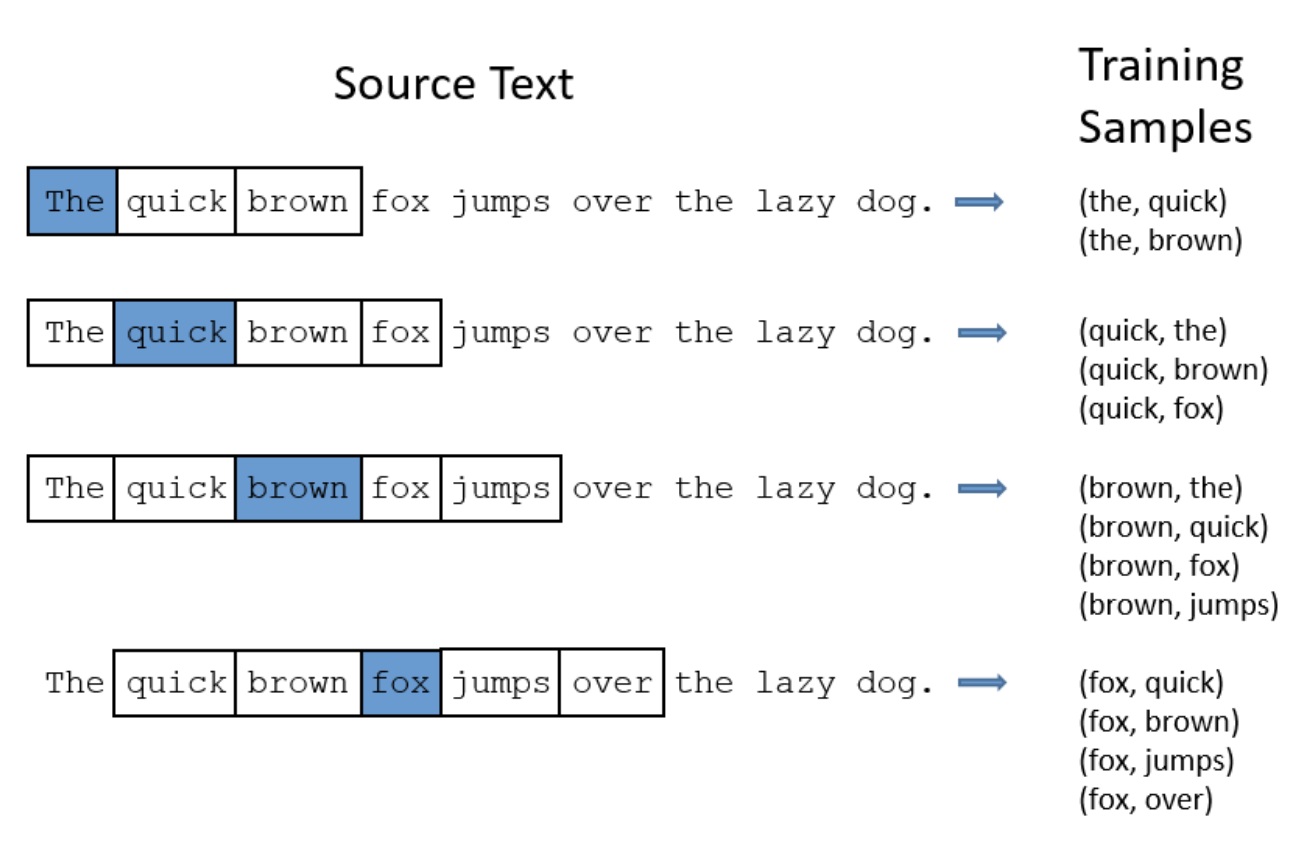 Source Text
Training
Samples
The quick brown fox jumps over the lazy dog.
(the, quick)
(the, brown)
The quick brown fox jumps over the lazy dog.
(quick, the)
(quick, brown)
(quick, fox)
The quick brown fox jumps over the lazy dog.
(brown, the)
(brown, quick)
(brown, fox)
(brown, jumps)
The quick brown fox jumps over the lazy dog.
(fox, quick)
(fox, brown)
(fox, jumps)
(fox, over)